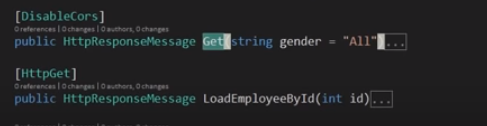 [DisableCors]
0 references | 0 changes | 0 authors, 0 changes
public HttpResponseMessage Get(string gender = "All")...
[HttpGet]
0 references | 0 changes | 0 authors, 0 changes
public HttpResponseMessage LoadEmployeeById(int id)...